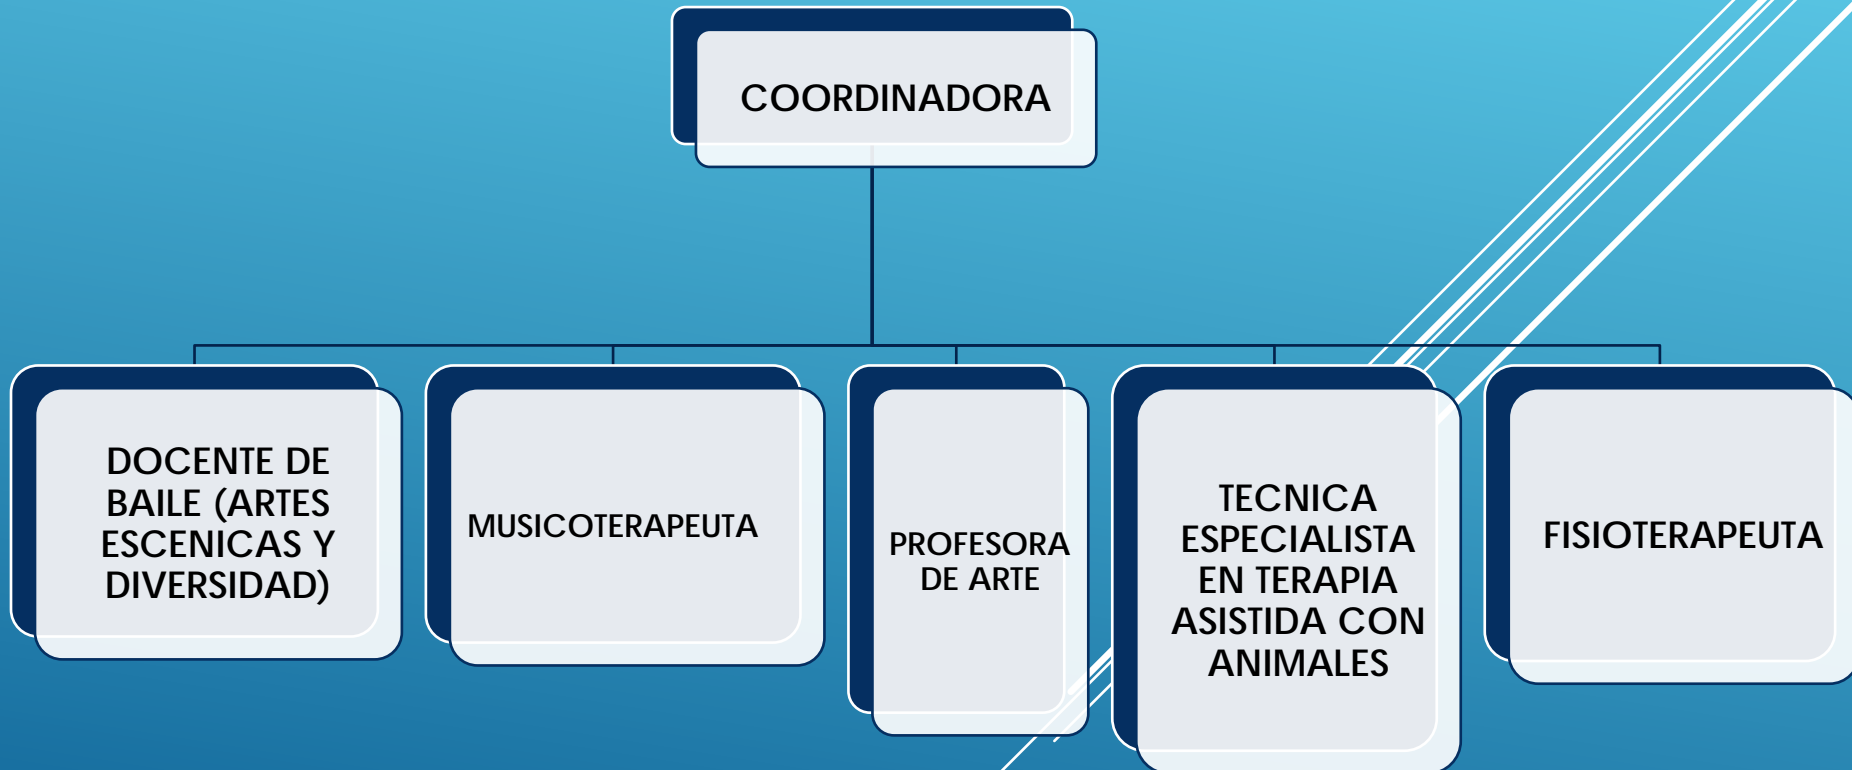 COORDINADORA
DOCENTE DE
BAILE (ARTES
ESCENICAS Y
DIVERSIDAD)
MUSICOTERAPEUTA
PROFESORA
DE ARTE
TECNICA
ESPECIALISTA
EN TERAPIA
ASISTIDA CON
ANIMALES
FISIOTERAPEUTA